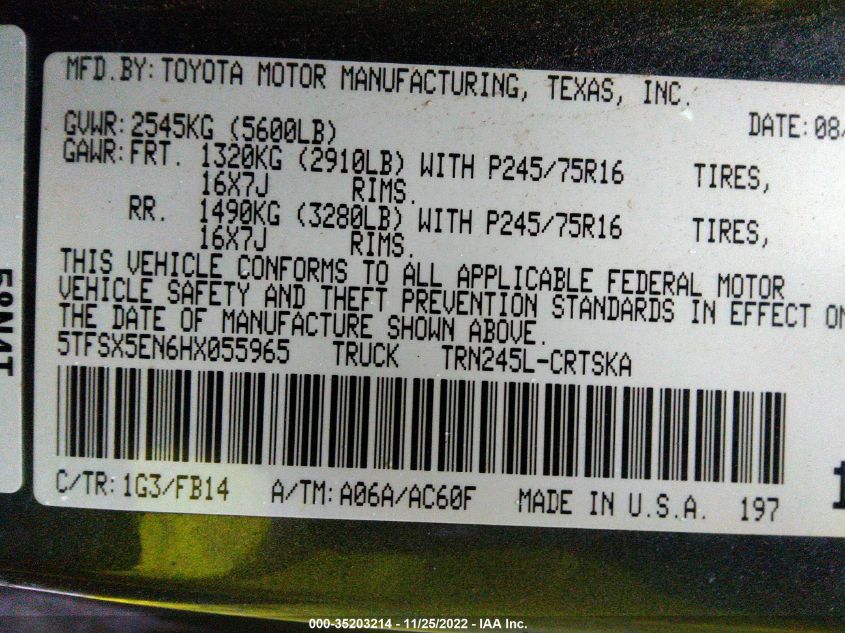 MFD.BY:TOYOTA MOTOR MANUFACTURING, TEXAS, INC.
GVWR:2545KG (5600LB) DATE:08/
GAWR:FRT. 1320KG (2910LB) WITH P245/75R16 TIRES,
16X7J RIMS.
RR. 1490KG (3280LB) WITH P245/75R16 TIRES,
16X7J RIMS.
THIS VEHICLE CONFORMS TO ALL APPLICABLE FEDERAL MOTOR
VEHICLE SAFETY AND THEFT PREVENTION STANDARDS IN EFFECT ON
THE DATE OF MANUFACTURE SHOWN ABOVE.
5TFSX5EN6HX055965 TRUCK TRN245L-CRTSKA
C/TR:1G3/FB14 A/TM:A06A/AC60F MADE IN U.S.A. 197
000-35203214 - 11/25/2022 - IAA Inc.